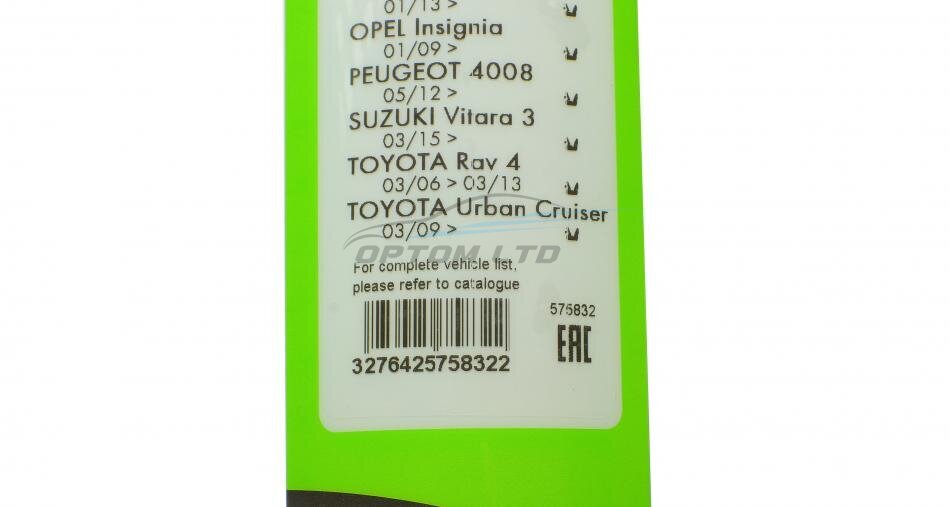 01/13 >
OPEL Insignia
01/09 >
PEUGEOT 4008
05/12 >
SUZUKI Vitara 3
03/15 >
TOYOTA Rav 4
03/06 > 03/13
TOYOTA Urban Cruiser
03/09 >
OPTOM LTD
For complete vehicle list,
please refer to catalogue
575832
EAC
3276425758322